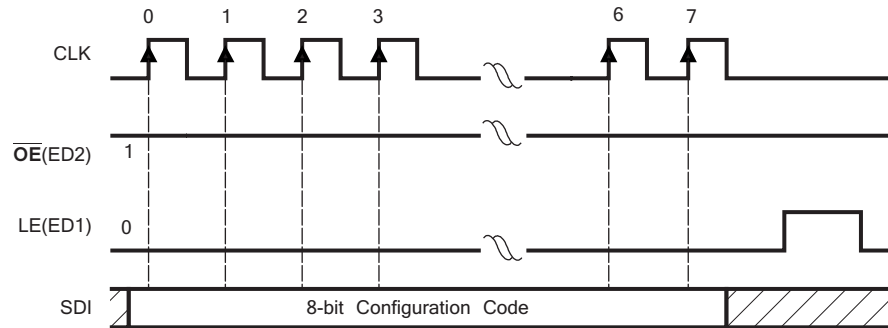 0 1 2 3 6 7
CLK
OE(ED2) 1
LE(ED1) 0
SDI 8-bit Configuration Code